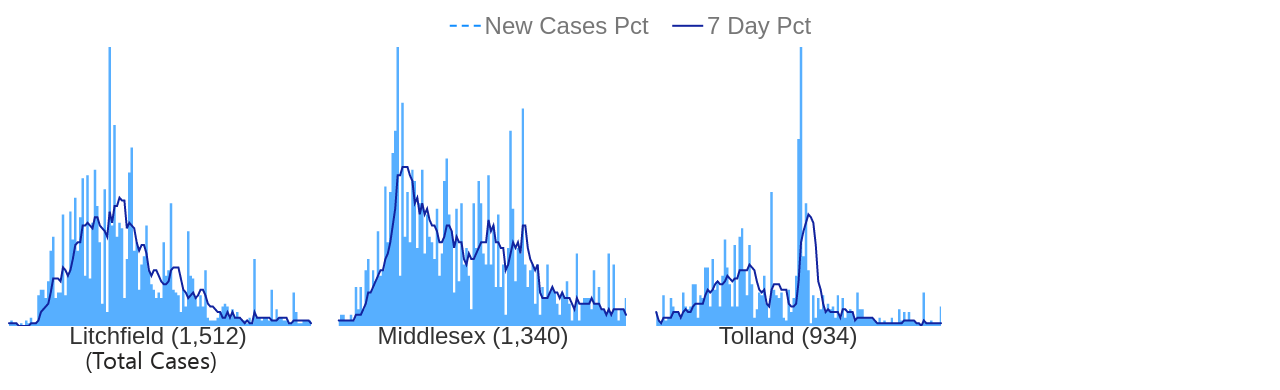 New Cases Pct 7 Day Pct
Litchfield (1,512) Middlesex (1,340) Tolland (934)
(Total Cases)